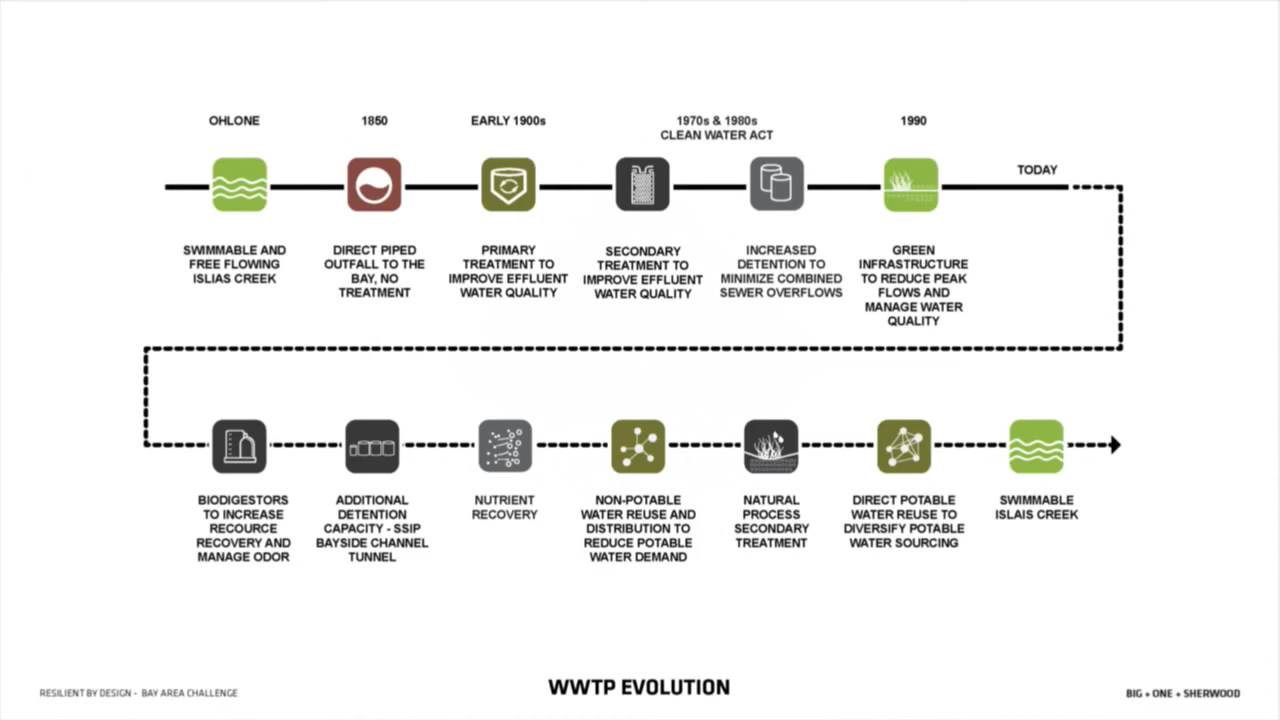 OHLONE
1850
EARLY 1900s
1970s & 1980s
CLEAN WATER ACT
1990
TODAY
SWIMMABLE AND
FREE FLOWING
ISLIAS CREEK
DIRECT PIPED
OUTFALL TO THE
BAY, NO
TREATMENT
PRIMARY
TREATMENT TO
IMPROVE EFFLUENT
WATER QUALITY
SECONDARY
TREATMENT TO
IMPROVE EFFLUENT
WATER QUALITY
INCREASED
DETENTION TO
MINIMIZE COMBINED
SEWER OVERFLOWS
GREEN
INFRASTRUCTURE
TO REDUCE PEAK
FLOWS AND
MANAGE WATER
QUALITY
BIODIGESTORS
TO INCREASE
RECOURCE
RECOVERY AND
MANAGE ODOR
ADDITIONAL
DETENTION
CAPACITY - SSIP
BAYSIDE CHANNEL
TUNNEL
NUTRIENT
RECOVERY
NON-POTABLE
WATER REUSE AND
DISTRIBUTION TO
REDUCE POTABLE
WATER DEMAND
NATURAL
PROCESS
SECONDARY
TREATMENT
DIRECT POTABLE
WATER REUSE TO
DIVERSIFY POTABLE
WATER SOURCING
SWIMMABLE
ISLAIS CREEK
RESILIENT BY DESIGN - BAY AREA CHALLENGE
WWTP EVOLUTION
BIG + ONE + SHERWOOD